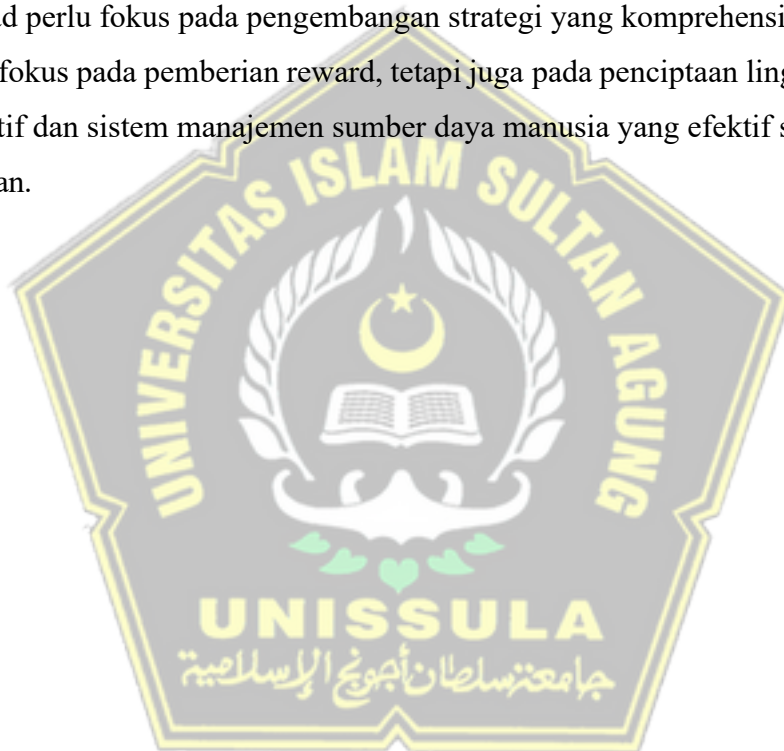 ad perlu fokus pada pengembangan strategi yang komprehensi
fokus pada pemberian reward, tetapi juga pada penciptaan ling
tif dan sistem manajemen sumber daya manusia yang efektif s
an.
UNIVERSITAS ISLAM SULTAN AGUNG
UNISSULA
جامعة سلطان أجونج الإسلامية